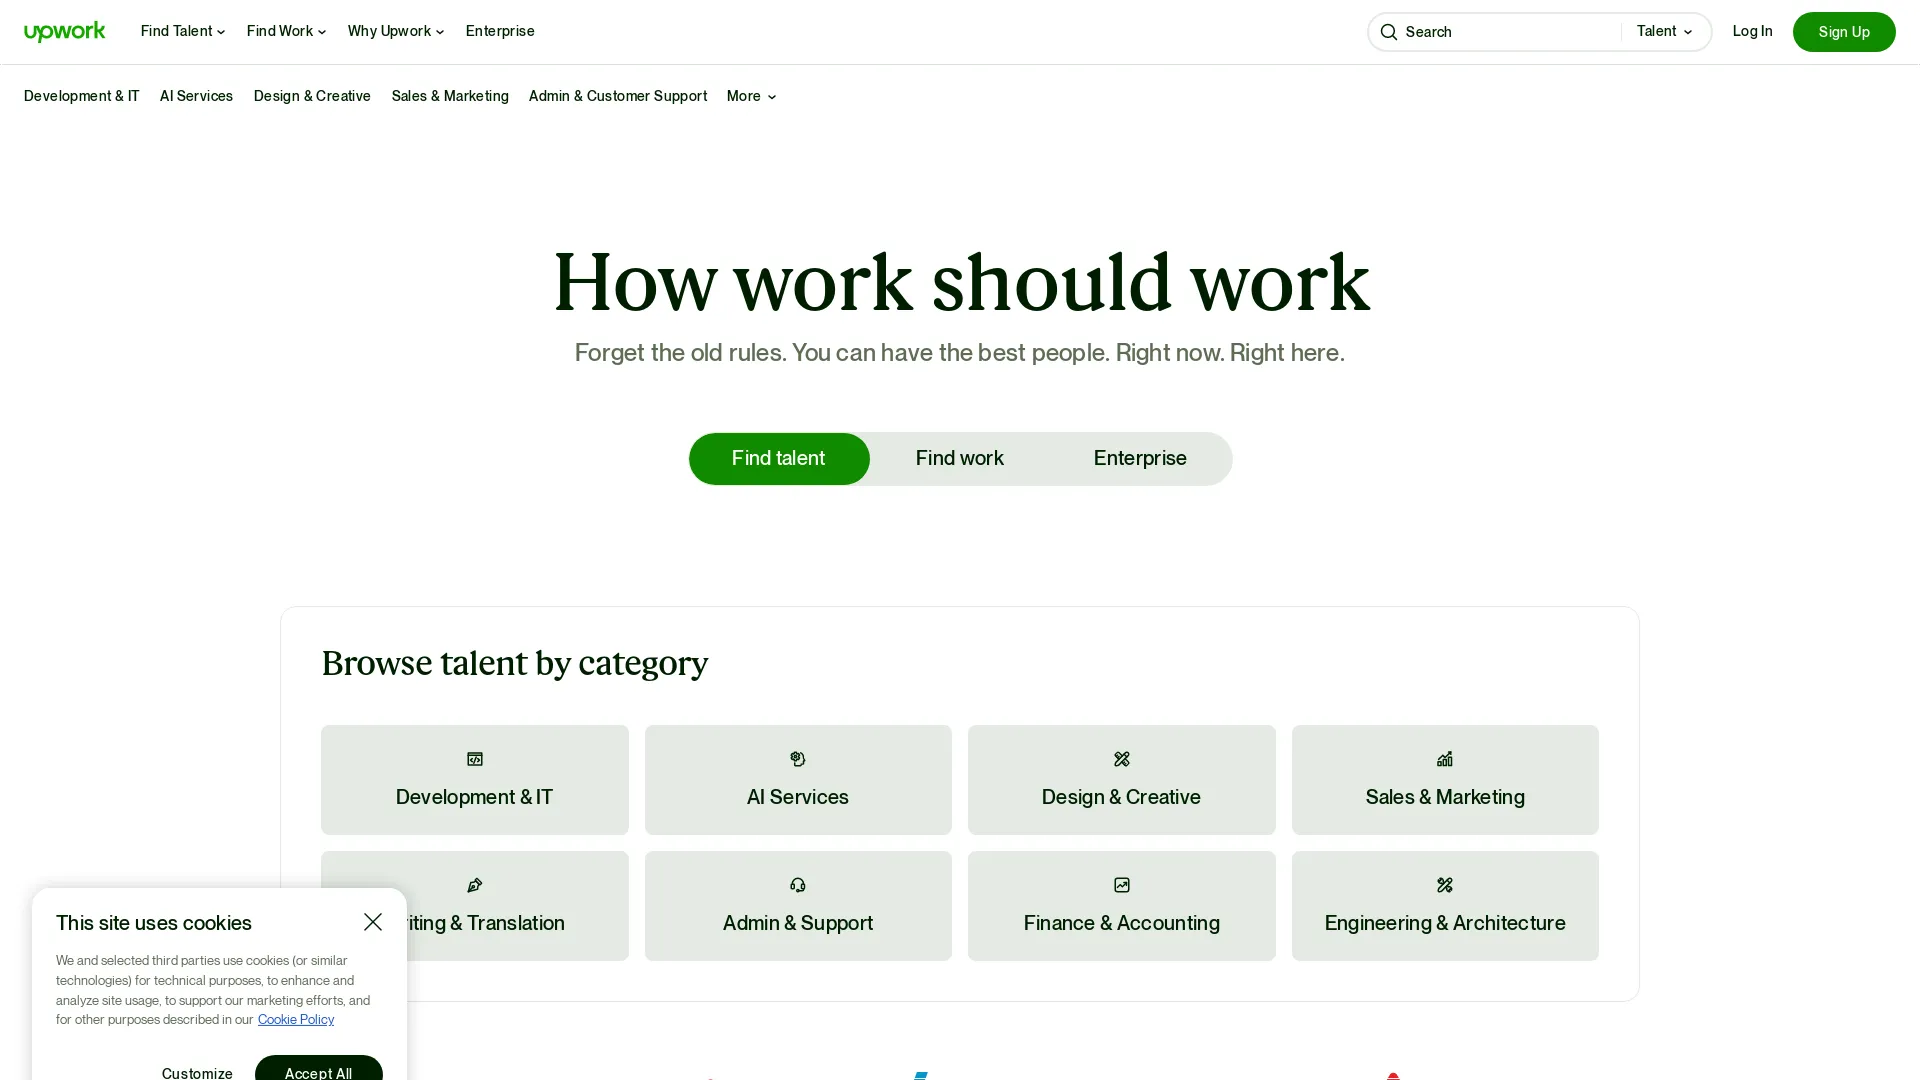 upwork
Find Talent
Find Work
Why Upwork
Enterprise
Search
Talent
Log In
Sign Up
Development & IT
AI Services
Design & Creative
Sales & Marketing
Admin & Customer Support
More
How work should work
Forget the old rules. You can have the best people. Right now. Right here.
Find talent
Find work
Enterprise
Browse talent by category
Development & IT
AI Services
Design & Creative
Sales & Marketing
& Translation
Admin & Support
Finance & Accounting
Engineering & Architecture
This site uses cookies
We and selected third parties use cookies (or similar
technologies) for technical purposes, to enhance and
analyze site usage, to support our marketing efforts, and
for other purposes described in our Cookie Policy
Customize
Accept All